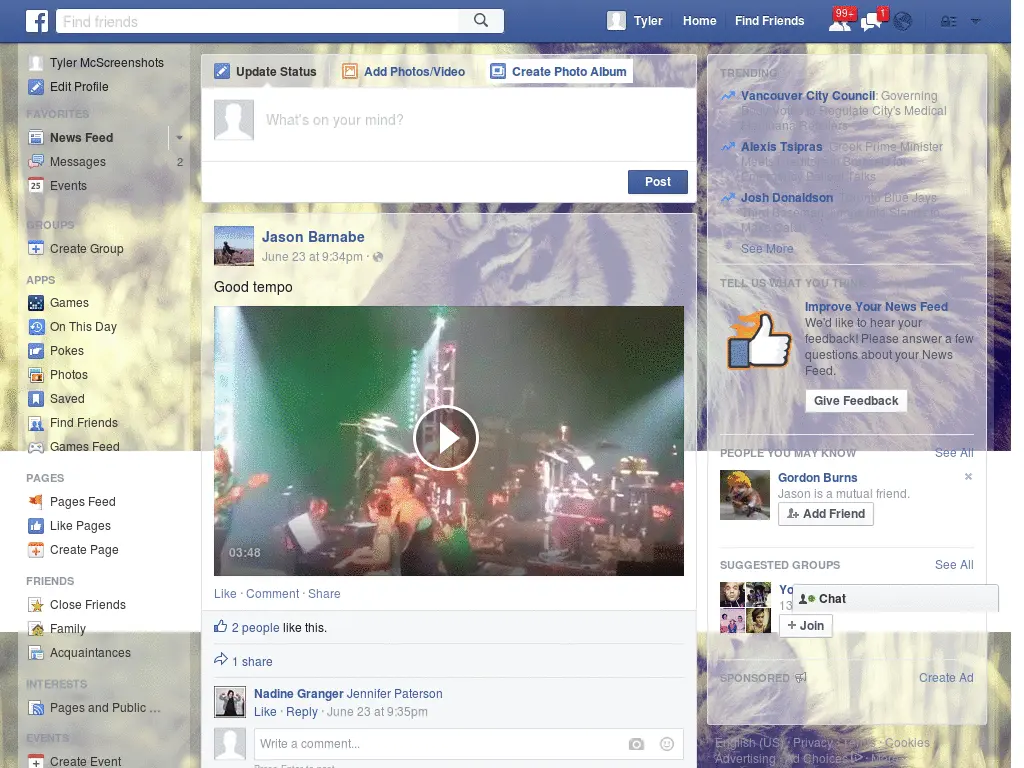 Find friends
Tyler
Home
Find Friends
99+
1
Tyler McScreenshots
Edit Profile
FAVORITES
News Feed
Messages
2
25
Events
GROUPS
Create Group
APPS
Games
On This Day
Pokes
Photos
Saved
Find Friends
Games Feed
PAGES
Pages Feed
Like Pages
Create Page
FRIENDS
Close Friends
Family
Acquaintances
INTERESTS
Pages and Public ...
EVENTS
Create Event
Update Status
Add Photos/Video
Create Photo Album
What's on your mind?
Post
Jason Barnabe
June 23 at 9:34pm ·
Good tempo
03:48
Like · Comment · Share
2 people like this.
1 share
Nadine Granger Jennifer Paterson
Like · Reply · June 23 at 9:35pm
Write a comment...
Press Enter to post.
TRENDING
Vancouver City Council: Governing
Regulate City's Medical
Alexis Tsipras: Greek Prime Minister
Josh Donaldson: Blue Jays
See More
TELL US WHAT YOU THINK
Improve Your News Feed
We'd like to hear your
feedback! Please answer a few
questions about your News
Feed.
Give Feedback
PEOPLE YOU MAY KNOW
See All
Gordon Burns
Jason is a mutual friend.
Add Friend
SUGGESTED GROUPS
See All
Yo
13
Chat
+ Join
SPONSORED
Create Ad
English (US) · Privacy · Terms · Cookies ·
Advertising · Ad Choices · More